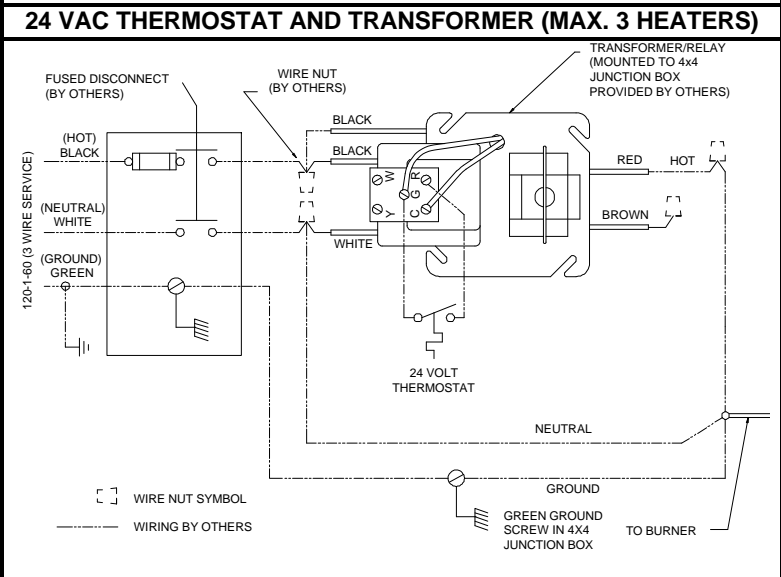 24 VAC THERMOSTAT AND TRANSFORMER (MAX. 3 HEATERS)
TRANSFORMER/RELAY
(MOUNTED TO 4x4
JUNCTION BOX
PROVIDED BY OTHERS)
FUSED DISCONNECT
(BY OTHERS)
WIRE NUT
(BY OTHERS)
120-1-60 (3 WIRE SERVICE)
(HOT)
BLACK
(NEUTRAL)
WHITE
(GROUND)
GREEN
BLACK
BLACK
WHITE
W
R
G
Y
C
RED
HOT
BROWN
24 VOLT
THERMOSTAT
NEUTRAL
GROUND
WIRE NUT SYMBOL
WIRING BY OTHERS
GREEN GROUND
SCREW IN 4X4
JUNCTION BOX
TO BURNER